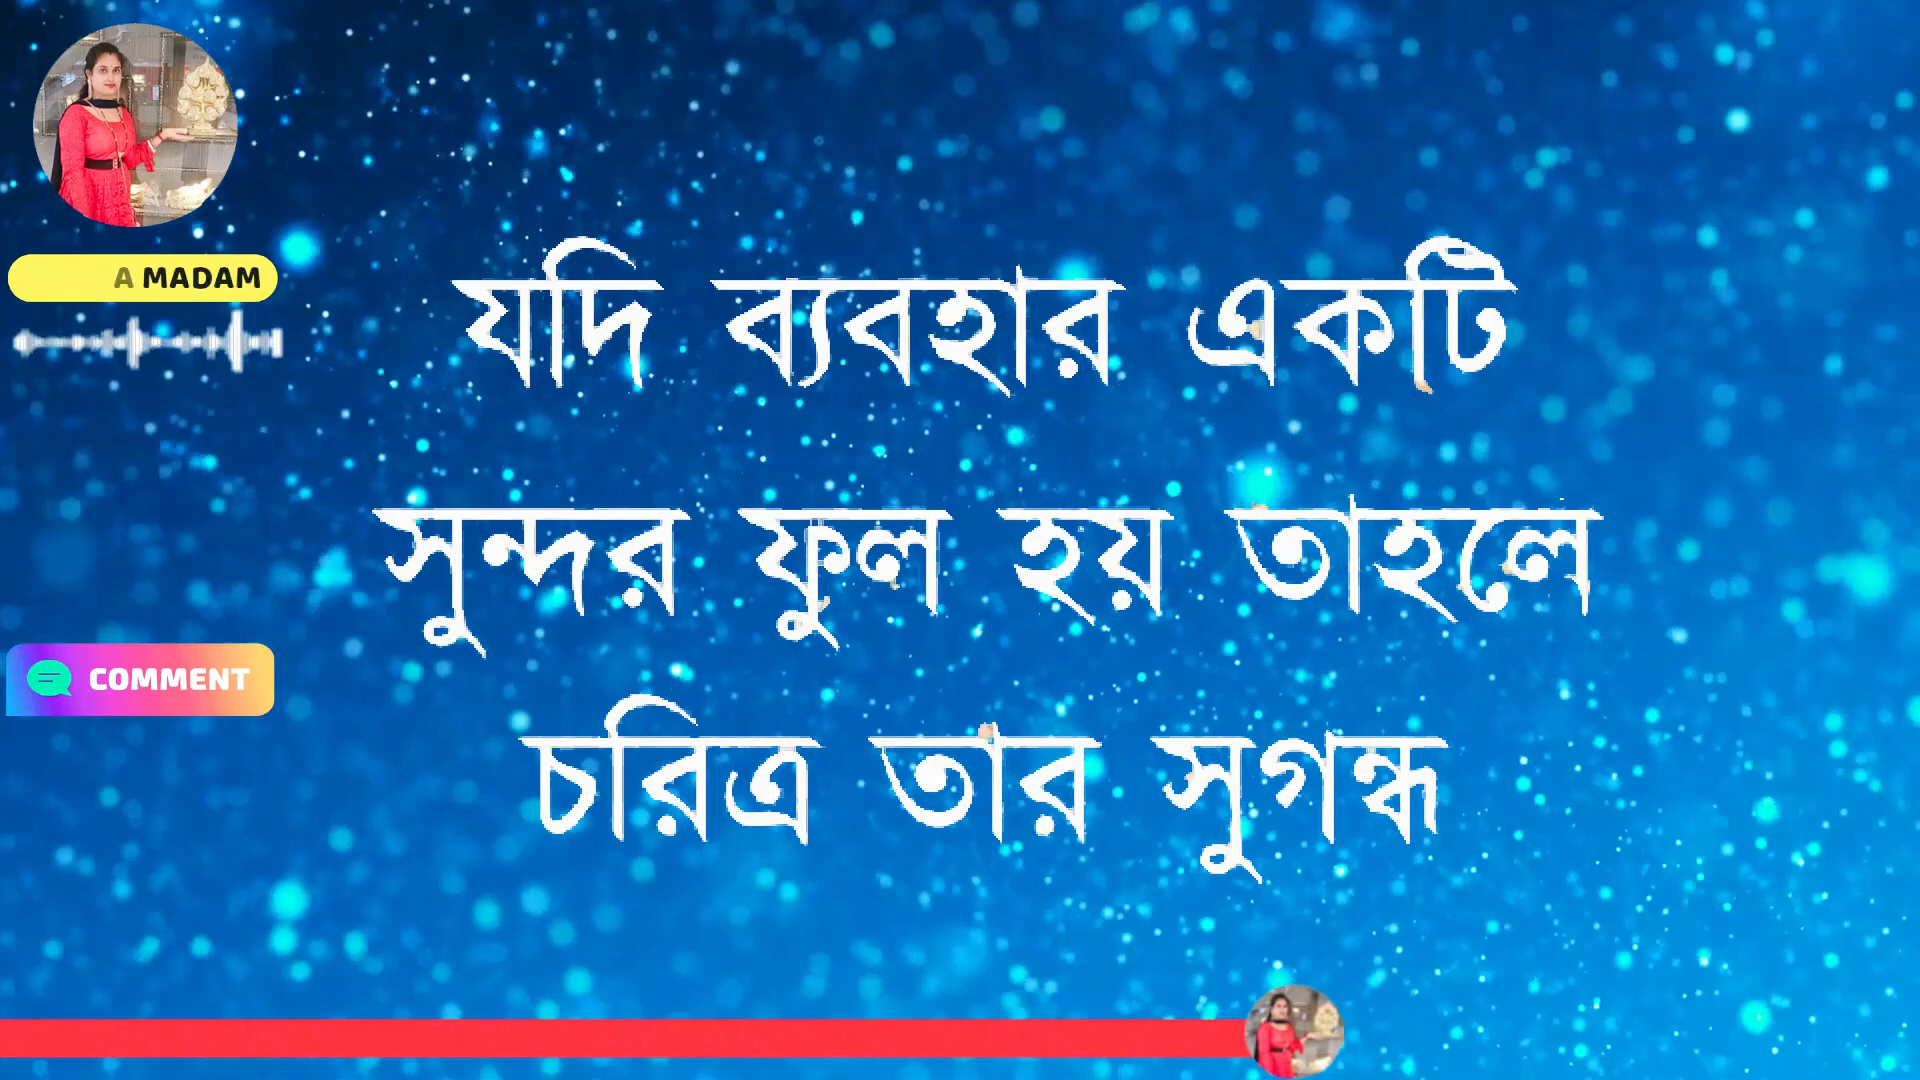 A MADAM
যদি ব্যবহার একটি
সুন্দর ফুল হয় তাহলে
চরিত্র তার সুগন্ধ
COMMENT